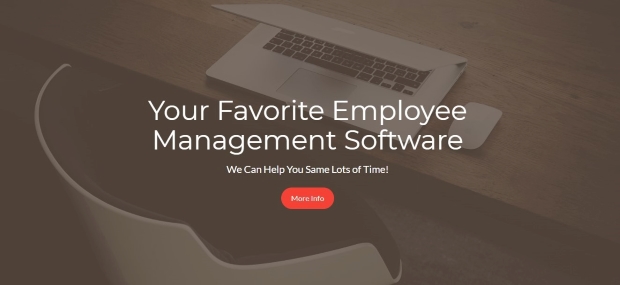 Your Favorite Employee
Management Software
We Can Help You Same Lots of Time!
More Info